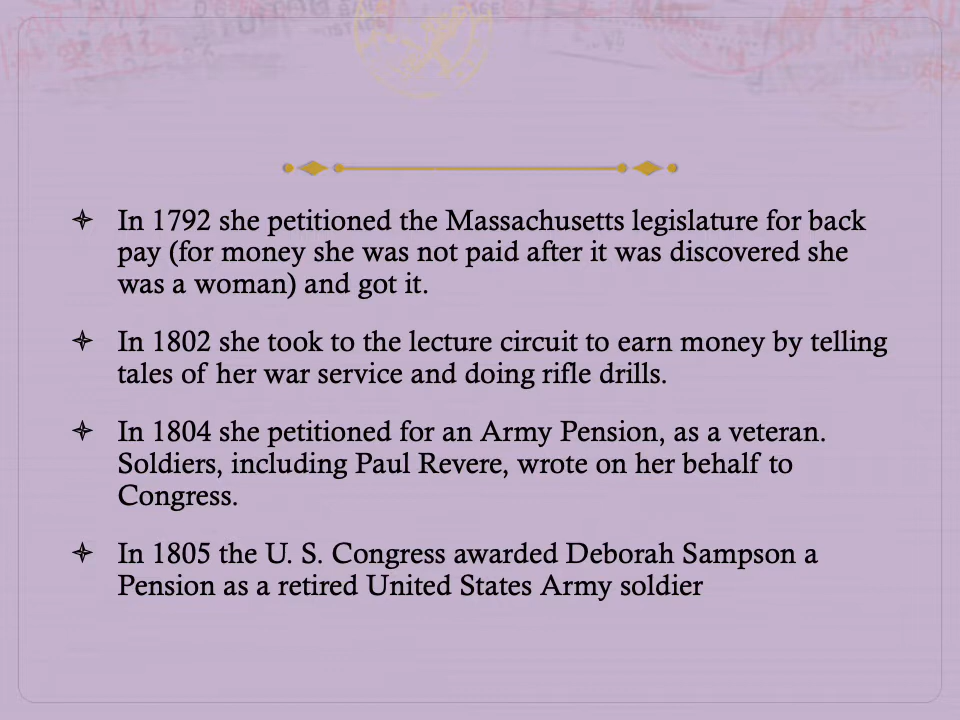 In 1792 she petitioned the Massachusetts legislature for back
pay (for money she was not paid after it was discovered she
was a woman) and got it.
In 1802 she took to the lecture circuit to earn money by telling
tales of her war service and doing rifle drills.
In 1804 she petitioned for an Army Pension, as a veteran.
Soldiers, including Paul Revere, wrote on her behalf to
Congress.
In 1805 the U. S. Congress awarded Deborah Sampson a
Pension as a retired United States Army soldier